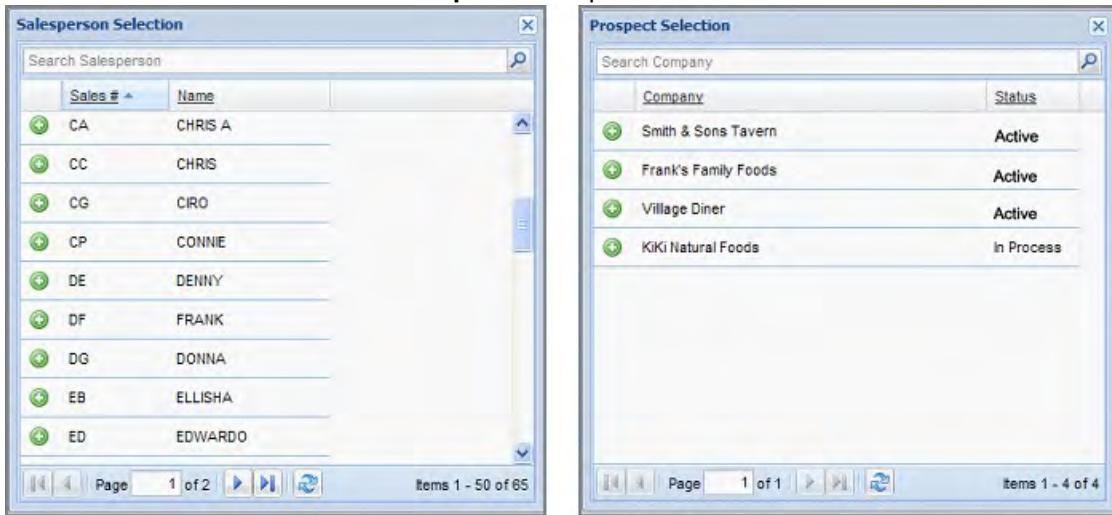 Salesperson Selection
Search Salesperson
Sales # Name
CA CHRIS A
CC CHRIS
CG CIRO
CP CONNIE
DE DENNY
DF FRANK
DG DONNA
EB ELLISHA
ED EDWARDO
Page 1 of 2 Items 1 - 50 of 65
Prospect Selection
Search Company
Company Status
Smith & Sons Tavern Active
Frank's Family Foods Active
Village Diner Active
KiKi Natural Foods In Process
Page 1 of 1 Items 1 - 4 of 4